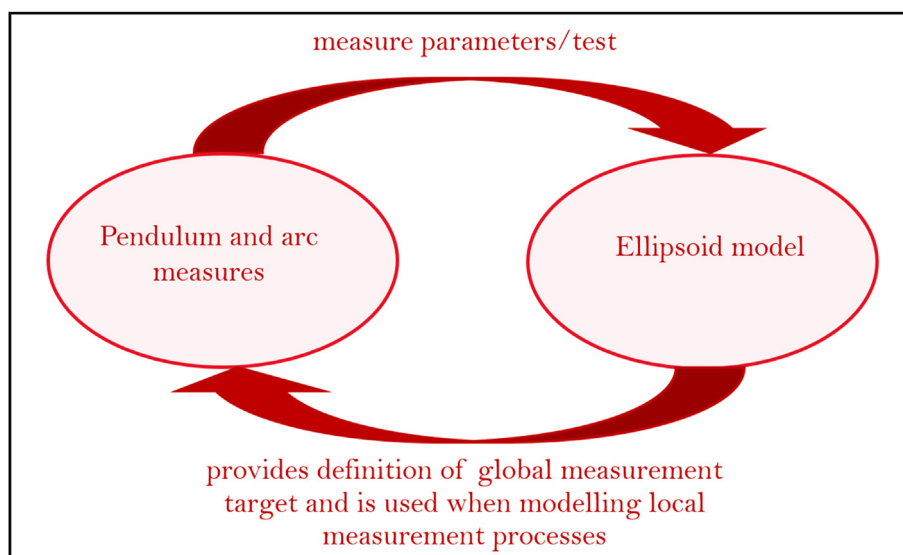 measure parameters/test
Pendulum and arc
measures
Ellipsoid model
provides definition of global measurement
target and is used when modelling local
measurement processes